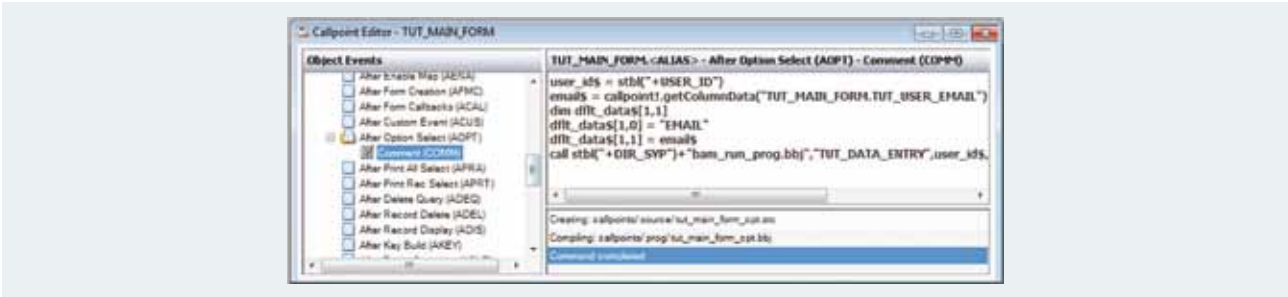 Callpoint Editor - TUT_MAIN_FORM
Object Events
After Enable Map (AENA)
After Form Creation (AFMC)
After Form Callbacks (ACAL)
After Custom Event (ACUS)
After Option Select (AOPT)
Comment (COMM)
After Print All Select (APRA)
After Print Rec Select (APRT)
After Delete Query (ADEQ)
After Record Delete (ADEL)
After Record Display (ADIS)
After Key Build (AKEY)
TUT_MAIN_FORM.<ALIAS> - After Option Select (AOPT) - Comment (COMM)
user_id$ = stbl("+USER_ID")
email$ = callpoint!.getColumnData("TUT_MAIN_FORM.TUT_USER_EMAIL")
dim dflt_data$[1,1]
dflt_data$[1,0] = "EMAIL"
dflt_data$[1,1] = email$
call stbl("+DIR_SYP")+"bam_run_prog.bbj","TUT_DATA_ENTRY",user_id$,
Creating: callpoints/source/tut_main_form_cpt.src
Compiling: callpoints/prog/tut_main_form_cpt.bbj
Command completed